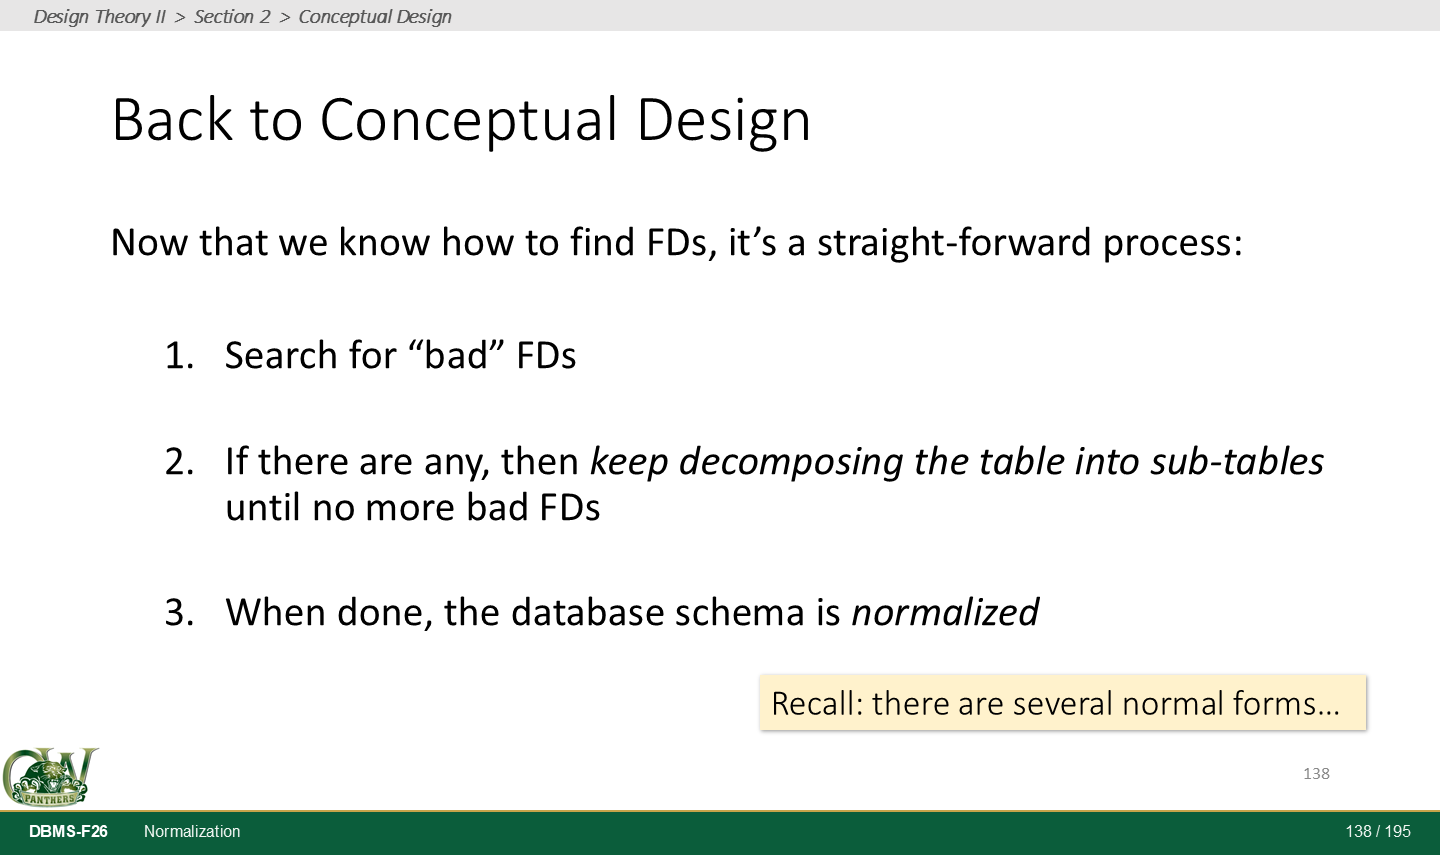 Design Theory II > Section 2 > Conceptual Design
Back to Conceptual Design
Now that we know how to find FDs, it’s a straight-forward process:
1. Search for “bad” FDs
2. If there are any, then keep decomposing the table into sub-tables
until no more bad FDs
3. When done, the database schema is normalized
Recall: there are several normal forms…
138
OW
PANTHERS
DBMS-F26 Normalization 138 / 195